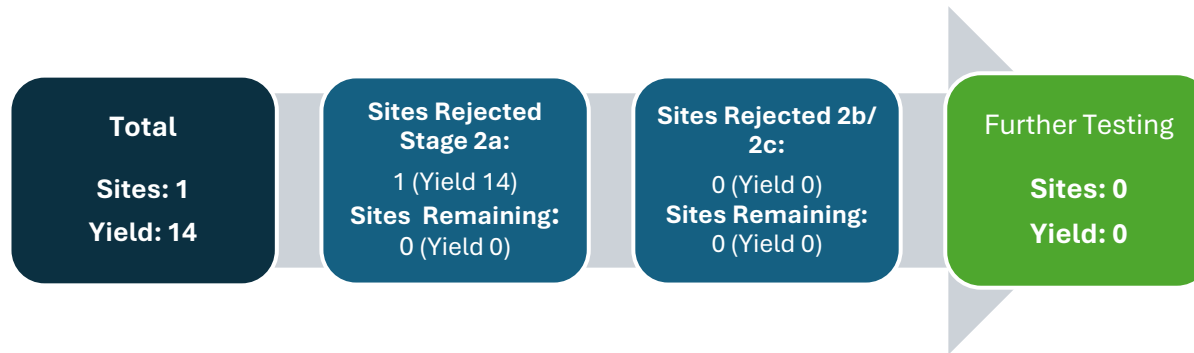 Total
Sites: 1
Yield: 14
Sites Rejected
Stage 2a:
1 (Yield 14)
Sites Remaining:
0 (Yield 0)
Sites Rejected 2b/
2c:
0 (Yield 0)
Sites Remaining:
0 (Yield 0)
Further Testing
Sites: 0
Yield: 0